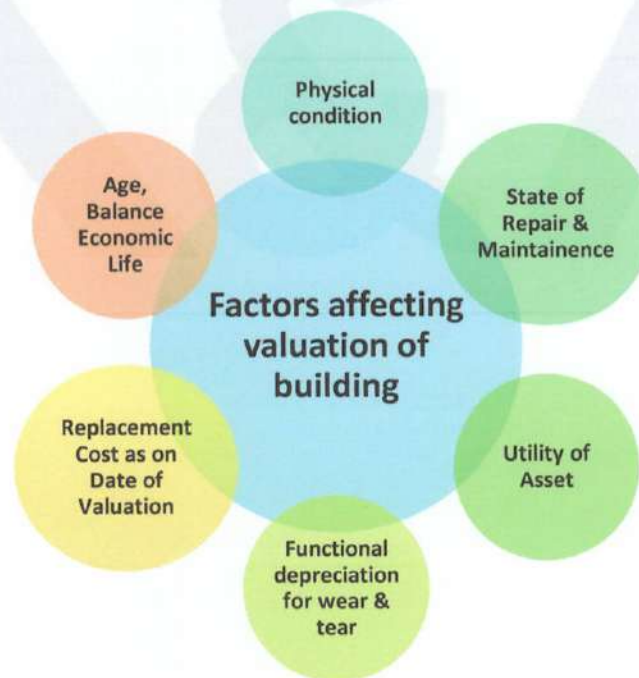 Physical
condition
State of
Repair &
Maintainence
Utility of
Asset
Functional
depreciation
for wear &
tear
Replacement
Cost as on
Date of
Valuation
Age,
Balance
Economic
Life
Factors affecting
valuation of
building